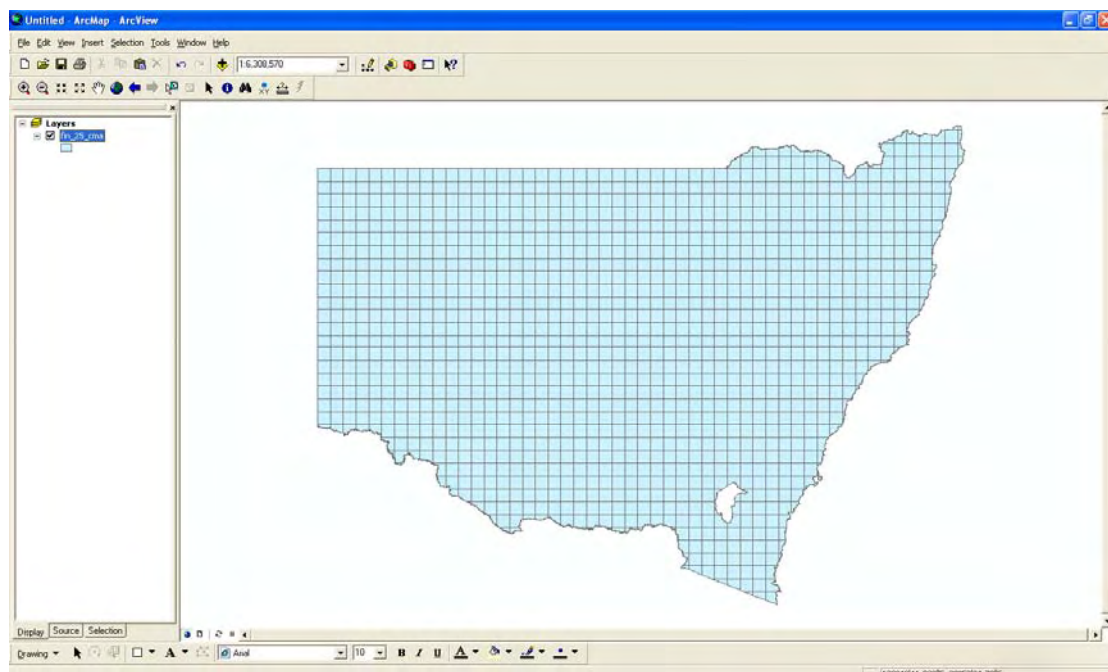 Untitled - ArcMap - ArcView
File Edit View Insert Selection Tools Window Help
1:6,308,570
Layers
fin_25_cma
Display Source Selection
Drawing A Arial 10 B I U A